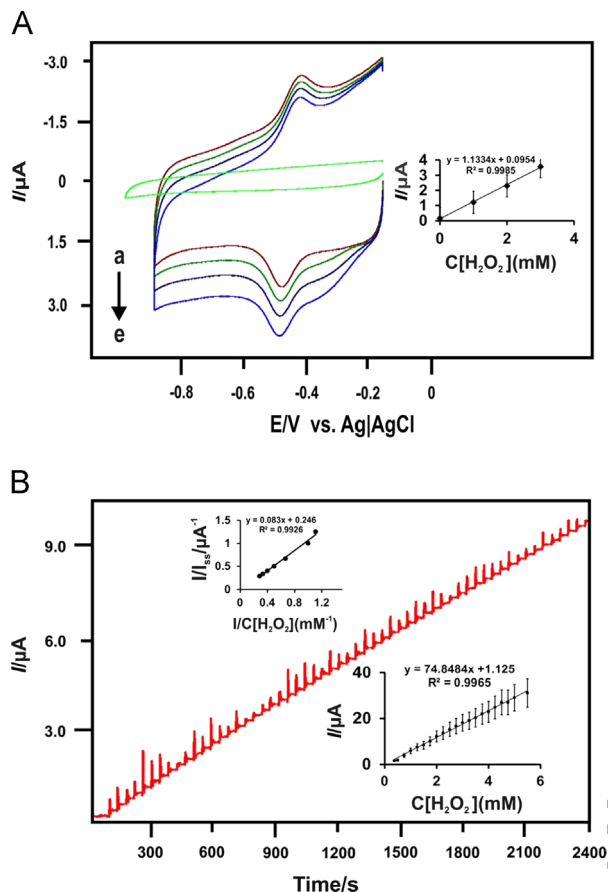 A
I/µA
-3.0
-1.5
0
1.5
3.0
a
e
-0.8
-0.6
-0.4
-0.2
0
E/V vs. Ag|AgCl
I/µA
4
3
2
1
0
y = 1.1334x + 0.0954
R² = 0.9985
0
2
4
C[H₂O₂](mM)
B
I/µA
9.0
6.0
3.0
300
600
900
1200
1500
1800
2100
2400
Time/s
I/Iss/µA⁻¹
1.5
1
0.5
0
y = 0.083x + 0.246
R² = 0.9926
0.1
0.6
1.1
I/C[H₂O₂](mM⁻¹)
I/µA
40
20
0
y = 74.8484x +1.125
R² = 0.9965
0
2
4
6
C[H₂O₂](mM)